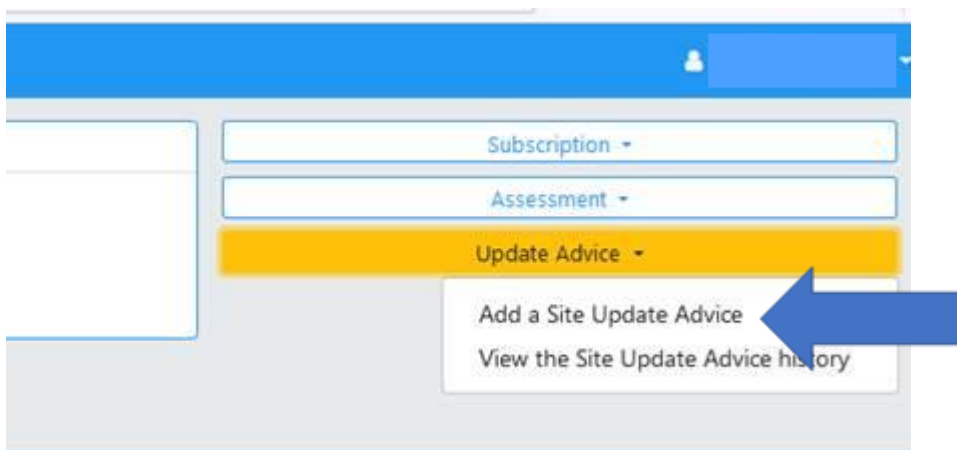 Subscription
Assessment
Update Advice
Add a Site Update Advice
View the Site Update Advice history